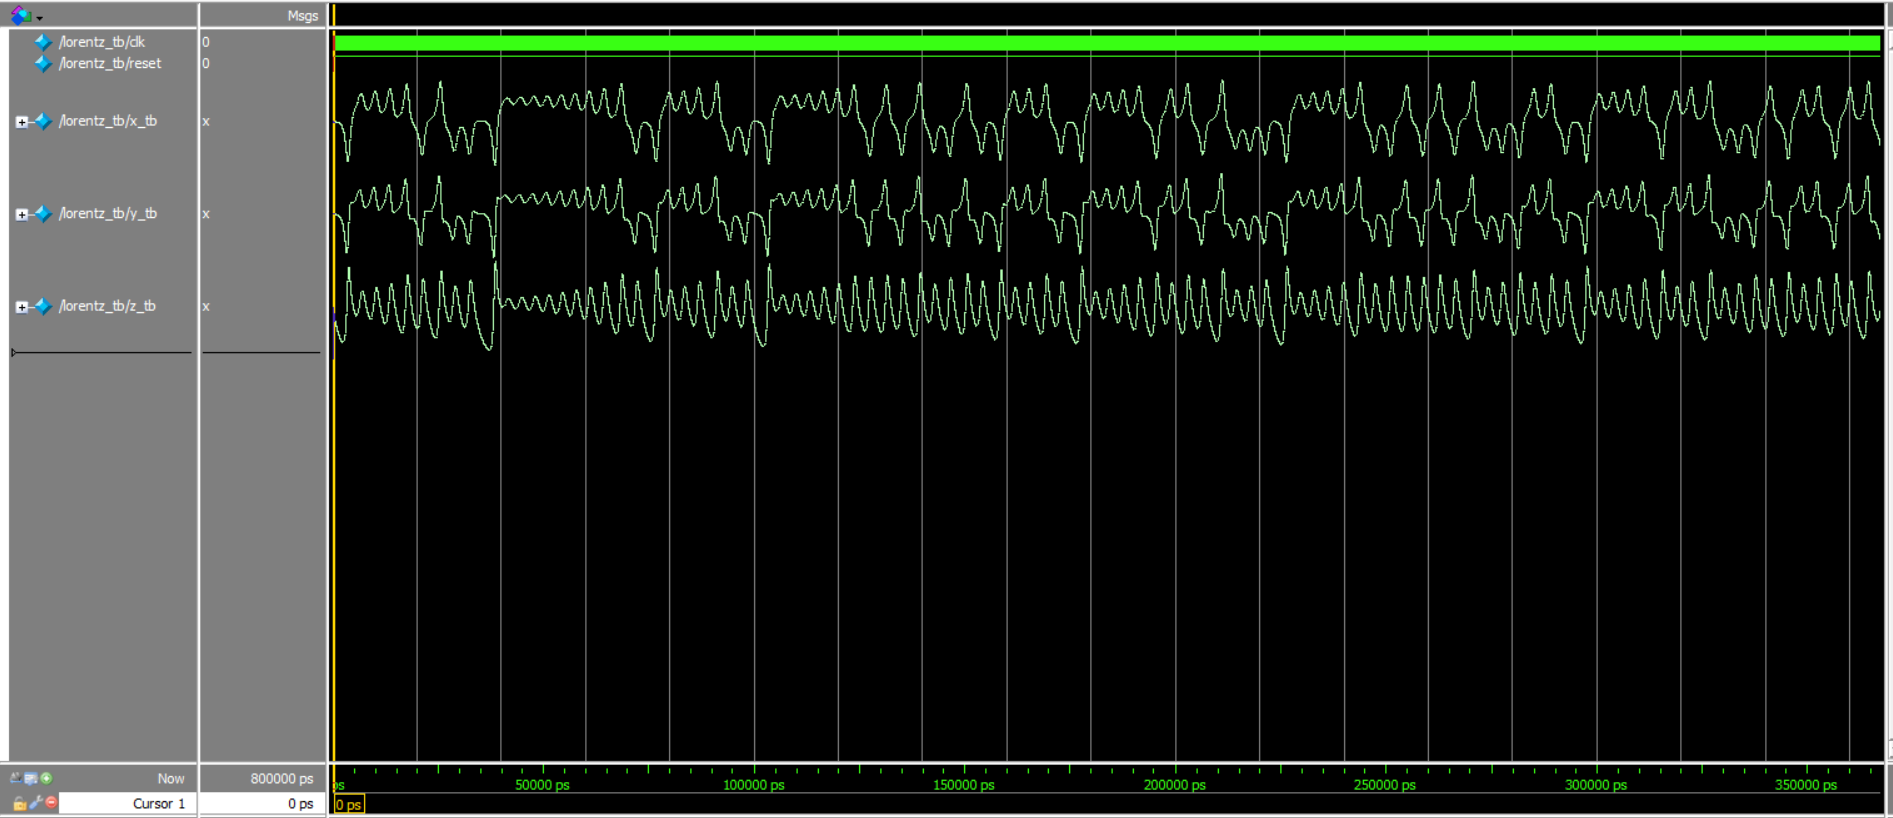 Msgs
/lorentz_tb/clk 0
/lorentz_tb/reset 0
/lorentz_tb/x_tb x
/lorentz_tb/y_tb x
/lorentz_tb/z_tb x
Now 800000 ps
ps 50000 ps 100000 ps 150000 ps 200000 ps 250000 ps 300000 ps 350000 ps
Cursor 1 0 ps
0 ps